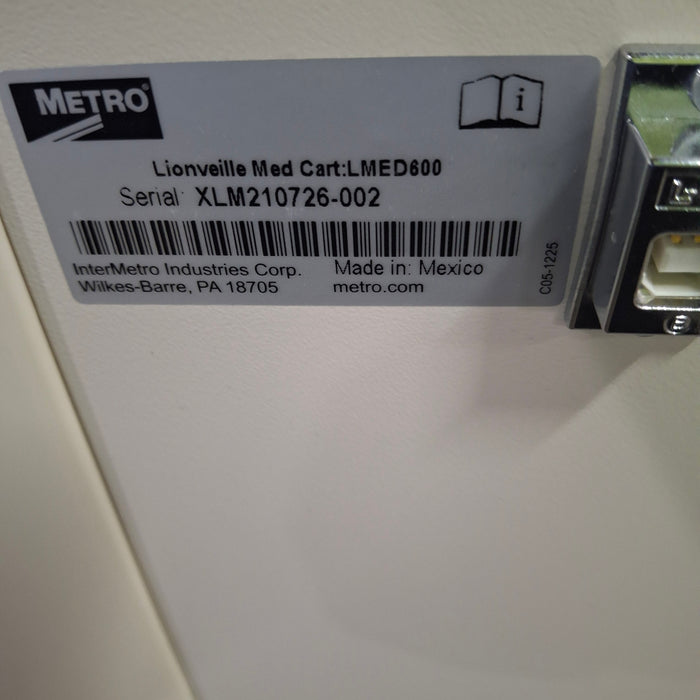 METRO®
i
Lionveille Med Cart:LMED600
Serial: XLM210726-002
InterMetro Industries Corp.
Made in: Mexico
Wilkes-Barre, PA 18705
metro.com
C05-1225